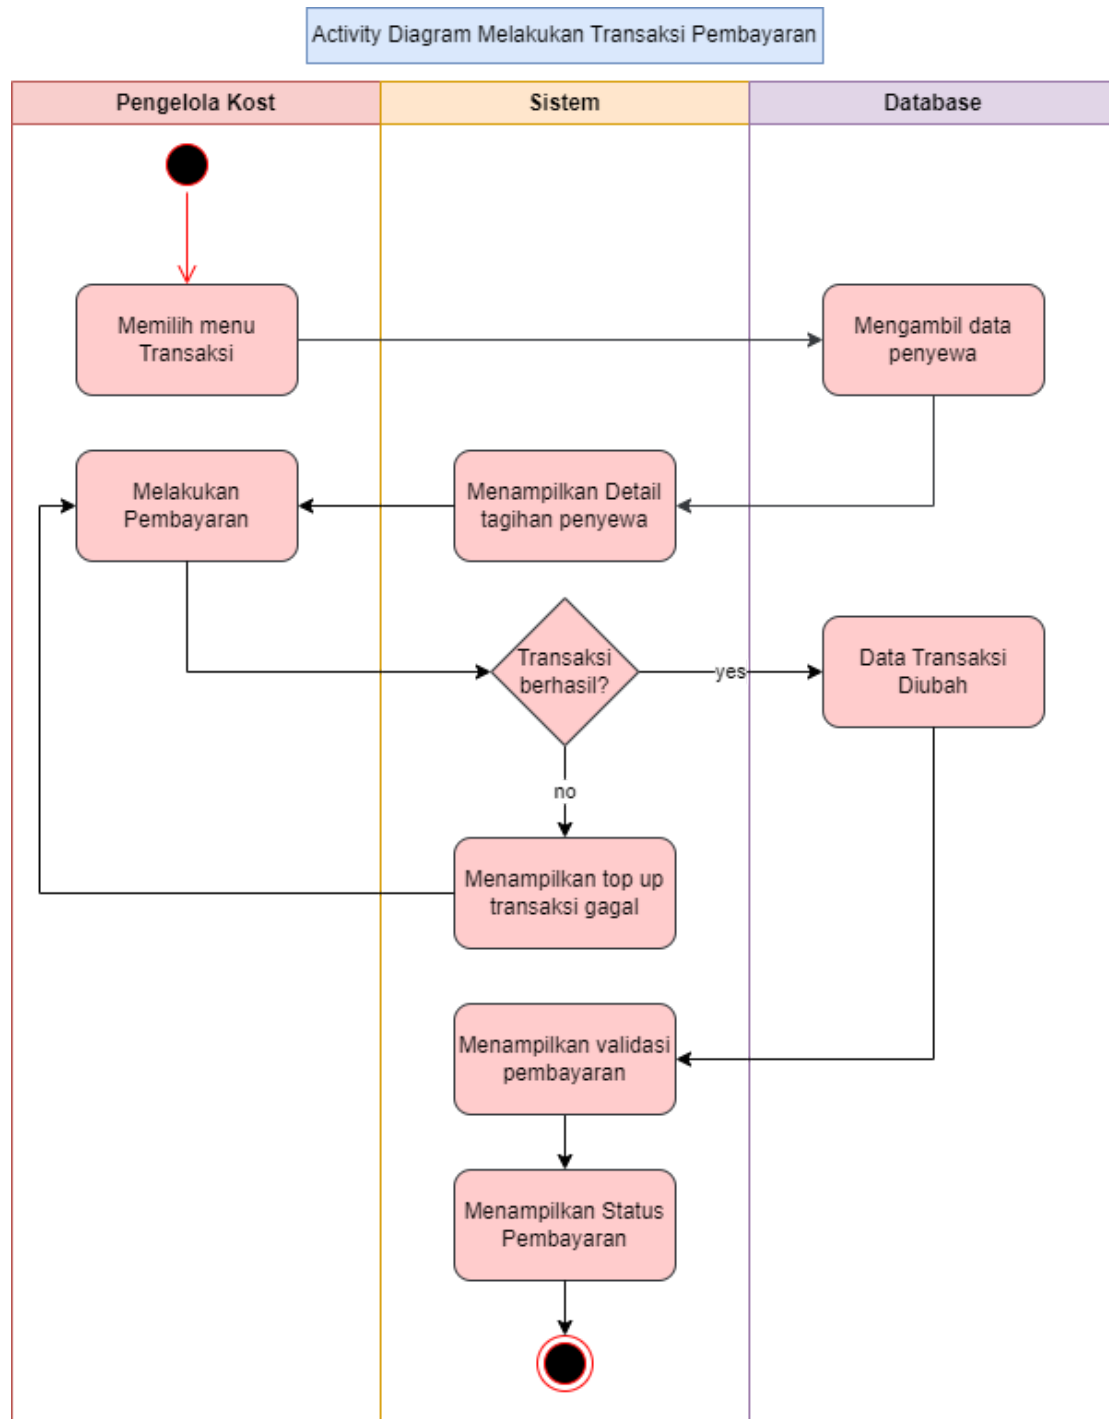 Activity Diagram Melakukan Transaksi Pembayaran
Pengelola Kost
Sistem
Database
Memilih menu
Transaksi
Mengambil data
penyewa
Melakukan
Pembayaran
Menampilkan Detail
tagihan penyewa
Transaksi
berhasil?
yes
Data Transaksi
Diubah
no
Menampilkan top up
transaksi gagal
Menampilkan validasi
pembayaran
Menampilkan Status
Pembayaran